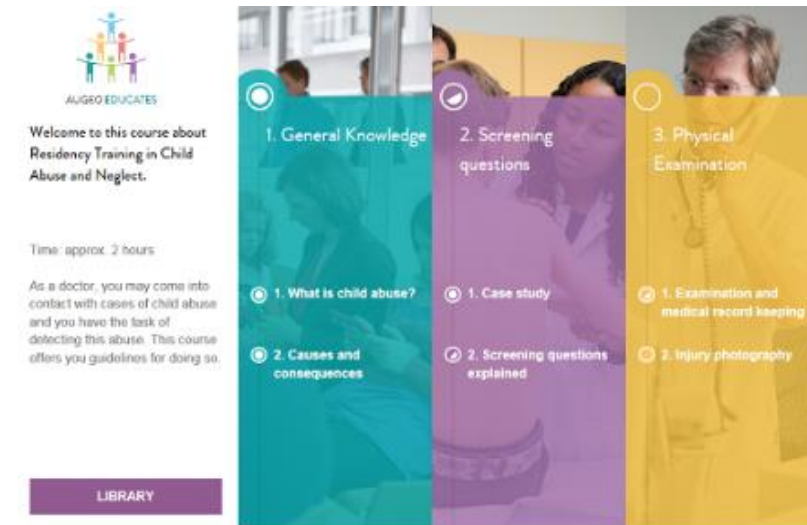 AUGEO EDUCATES
Welcome to this course about
Residency Training in Child
Abuse and Neglect.
Time: approx. 2 hours
As a doctor, you may come into
contact with cases of child abuse
and you have the task of
detecting this abuse. This course
offers you guidelines for doing so.
LIBRARY
1. General Knowledge
1. What is child abuse?
2. Causes and
consequences
2. Screening
questions
1. Case study
2. Screening questions
explained
3. Physical
Examination
1. Examination and
medical record keeping
2. Injury photography